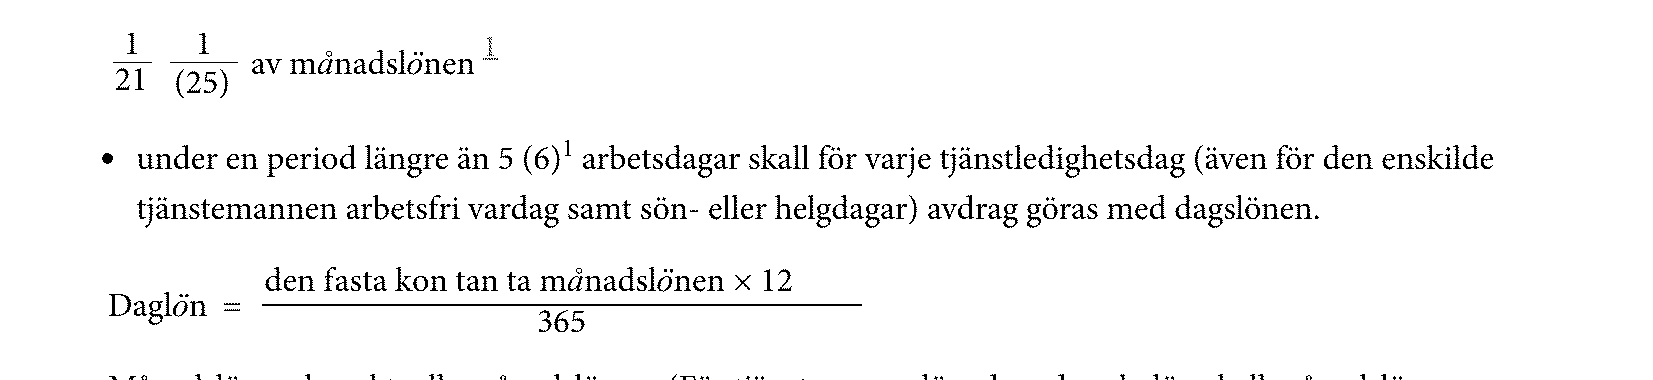 1/21 1/(25) av månadslönen 1
• under en period längre än 5 (6)1 arbetsdagar skall för varje tjänstledighetsdag (även för den enskilde
tjänstemannen arbetsfri vardag samt sön- eller helgdagar) avdrag göras med dagslönen.
den fasta kon tan ta månadslönen × 12
Daglön =
365